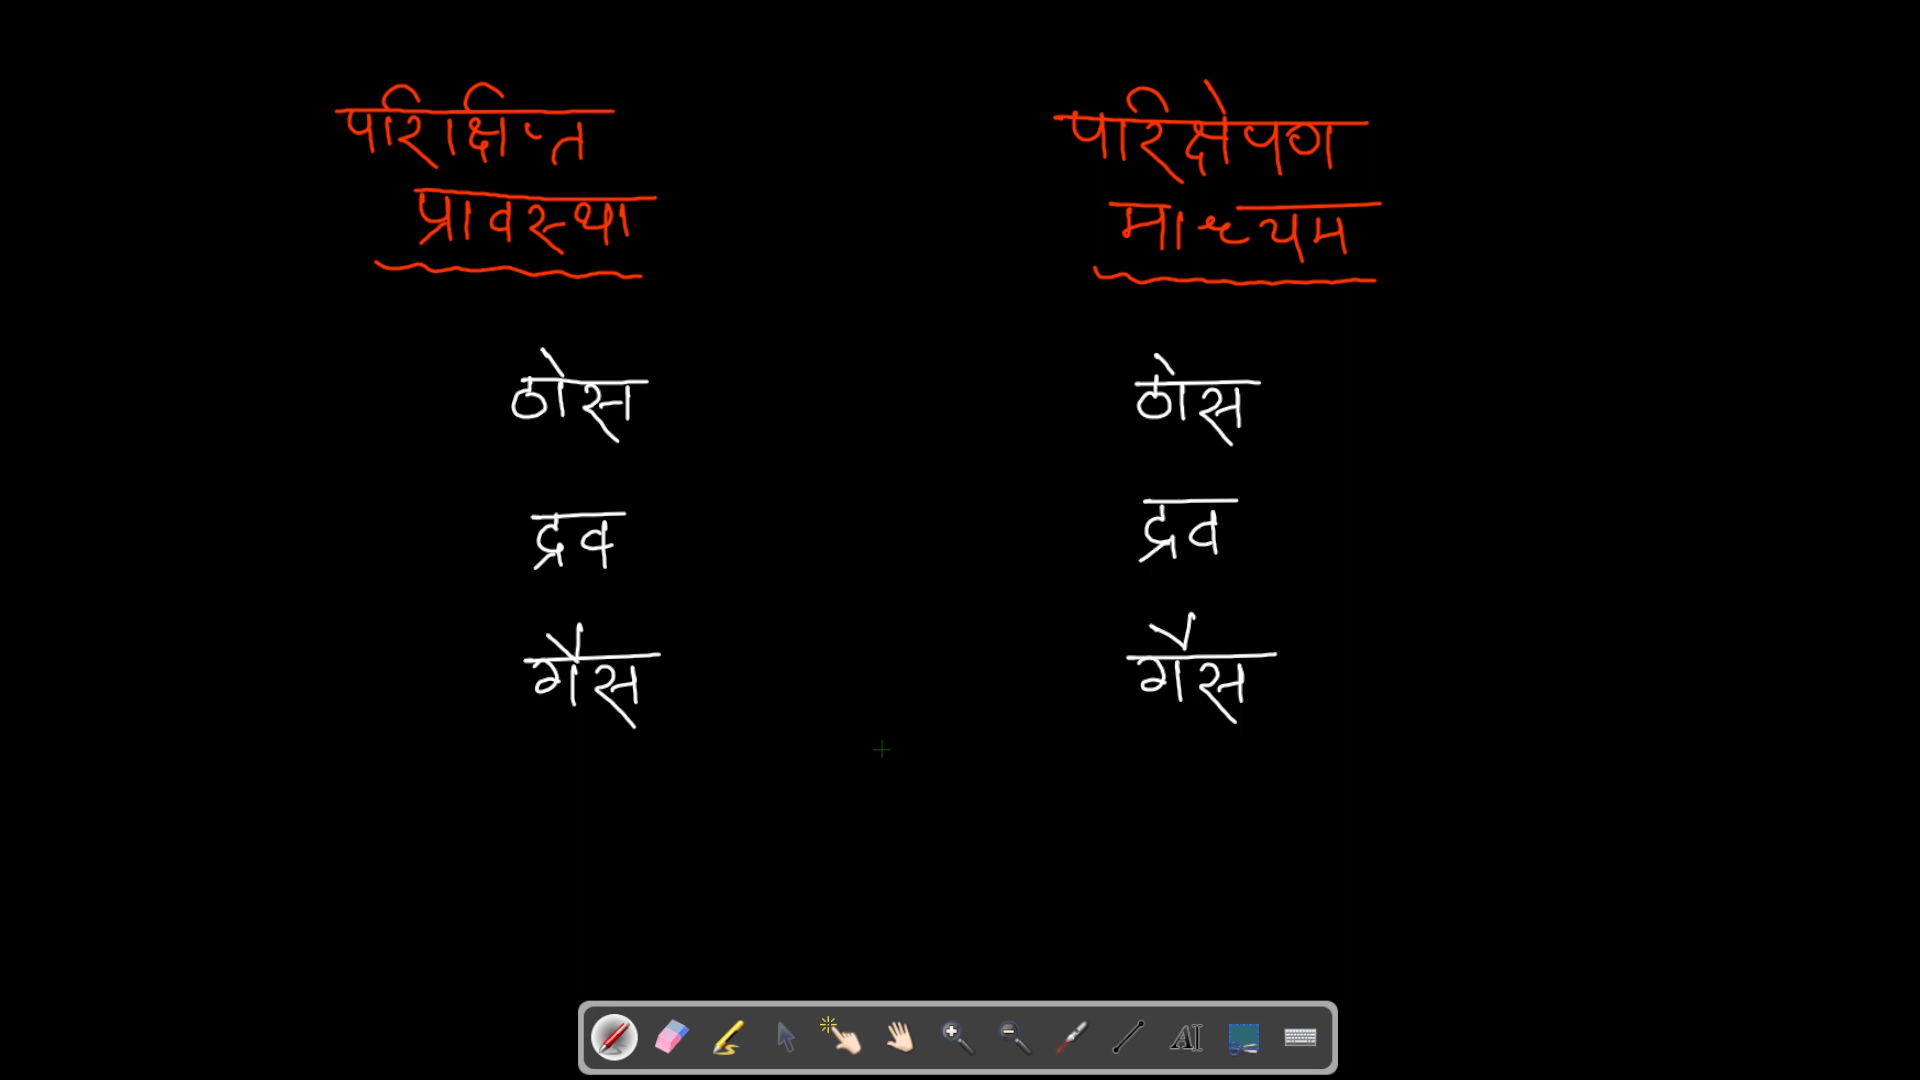 परिक्षिप्त
प्रावस्था
परिक्षेपण
माध्यम
ठोस ठोस
द्रव द्रव
गैस गैस